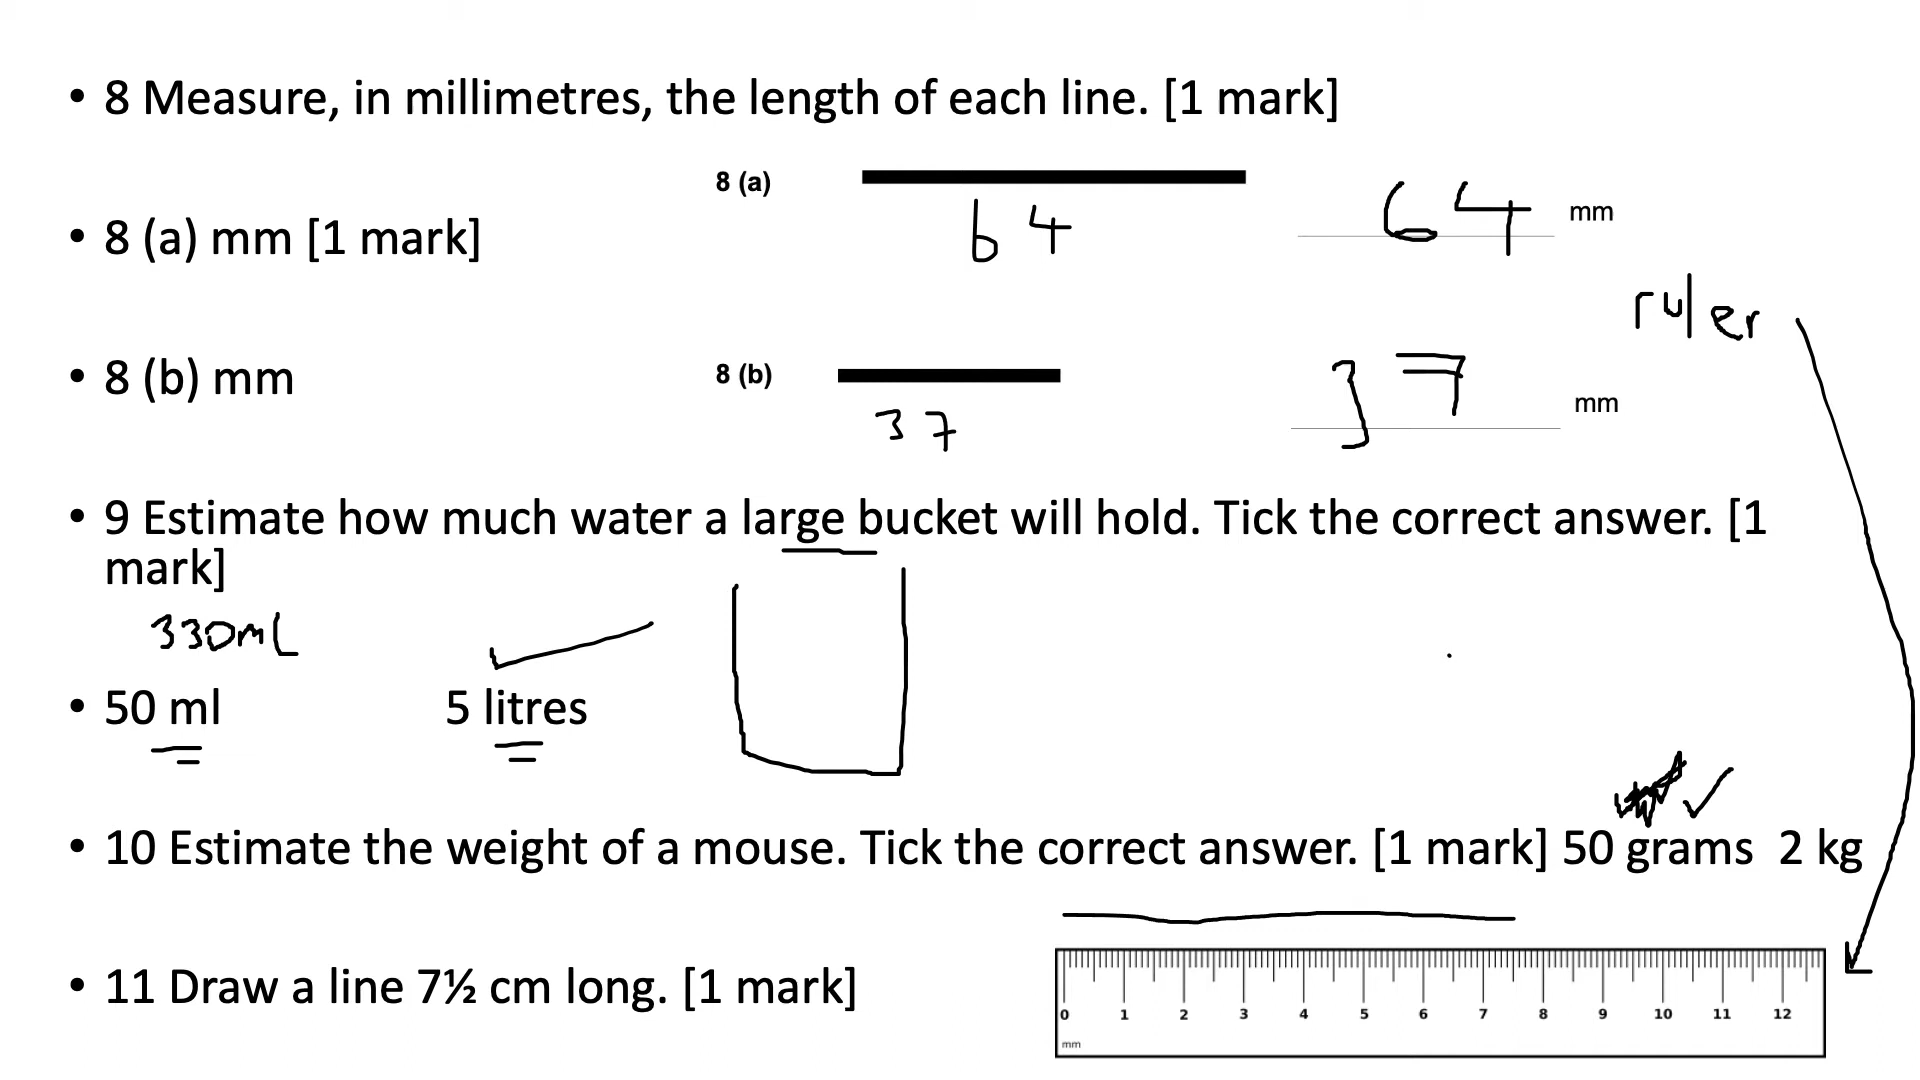 • 8 Measure, in millimetres, the length of each line. [1 mark]
8 (a)
64 mm
• 8 (a) mm [1 mark]
64
ruler
• 8 (b) mm
8 (b)
37 mm
37
• 9 Estimate how much water a large bucket will hold. Tick the correct answer. [1
mark]
330mL
• 50 ml 5 litres
• 10 Estimate the weight of a mouse. Tick the correct answer. [1 mark] 50 grams 2 kg
• 11 Draw a line 7½ cm long. [1 mark]
0 1 2 3 4 5 6 7 8 9 10 11 12
mm